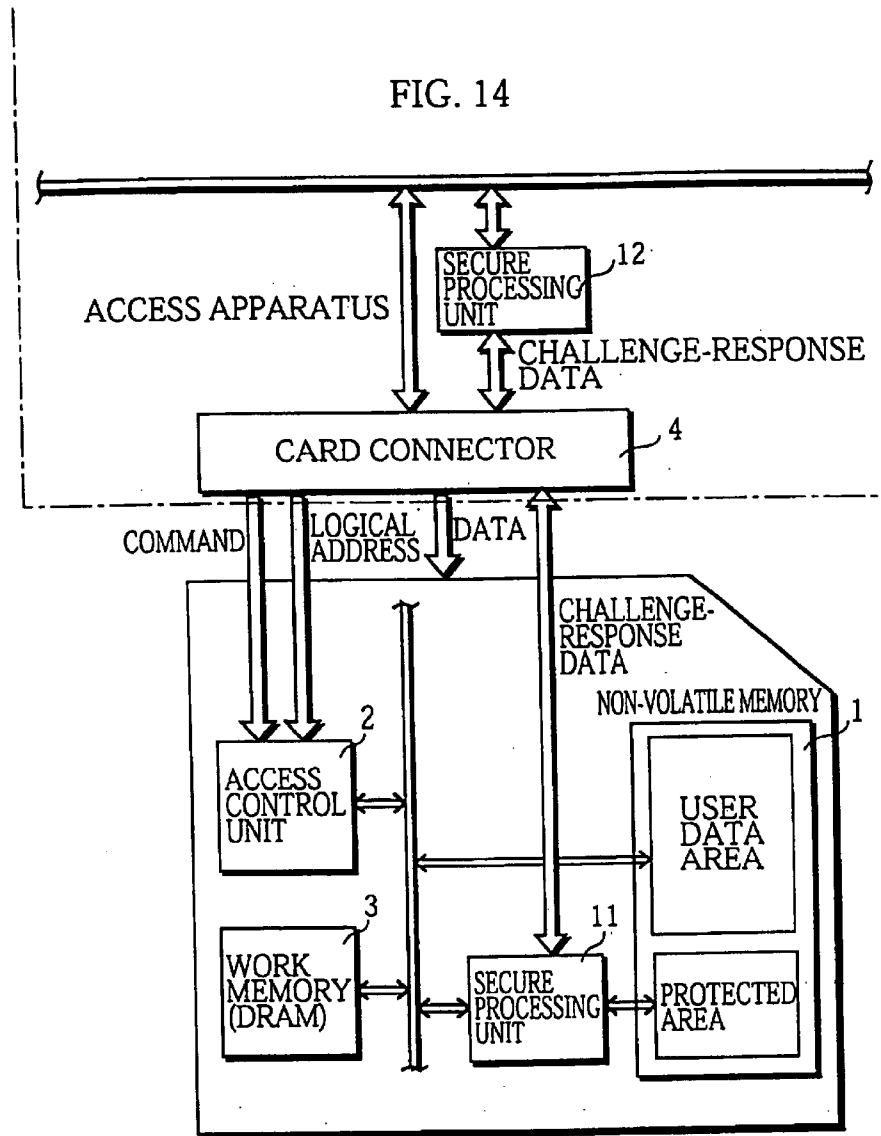 FIG. 14
SECURE
PROCESSING
UNIT
12
ACCESS APPARATUS
CHALLENGE-RESPONSE
DATA
CARD CONNECTOR
4
COMMAND
LOGICAL
ADDRESS
DATA
CHALLENGE-
RESPONSE
DATA
NON-VOLATILE MEMORY
1
2
ACCESS
CONTROL
UNIT
USER
DATA
AREA
3
WORK
MEMORY
(DRAM)
11
SECURE
PROCESSING
UNIT
PROTECTED
AREA